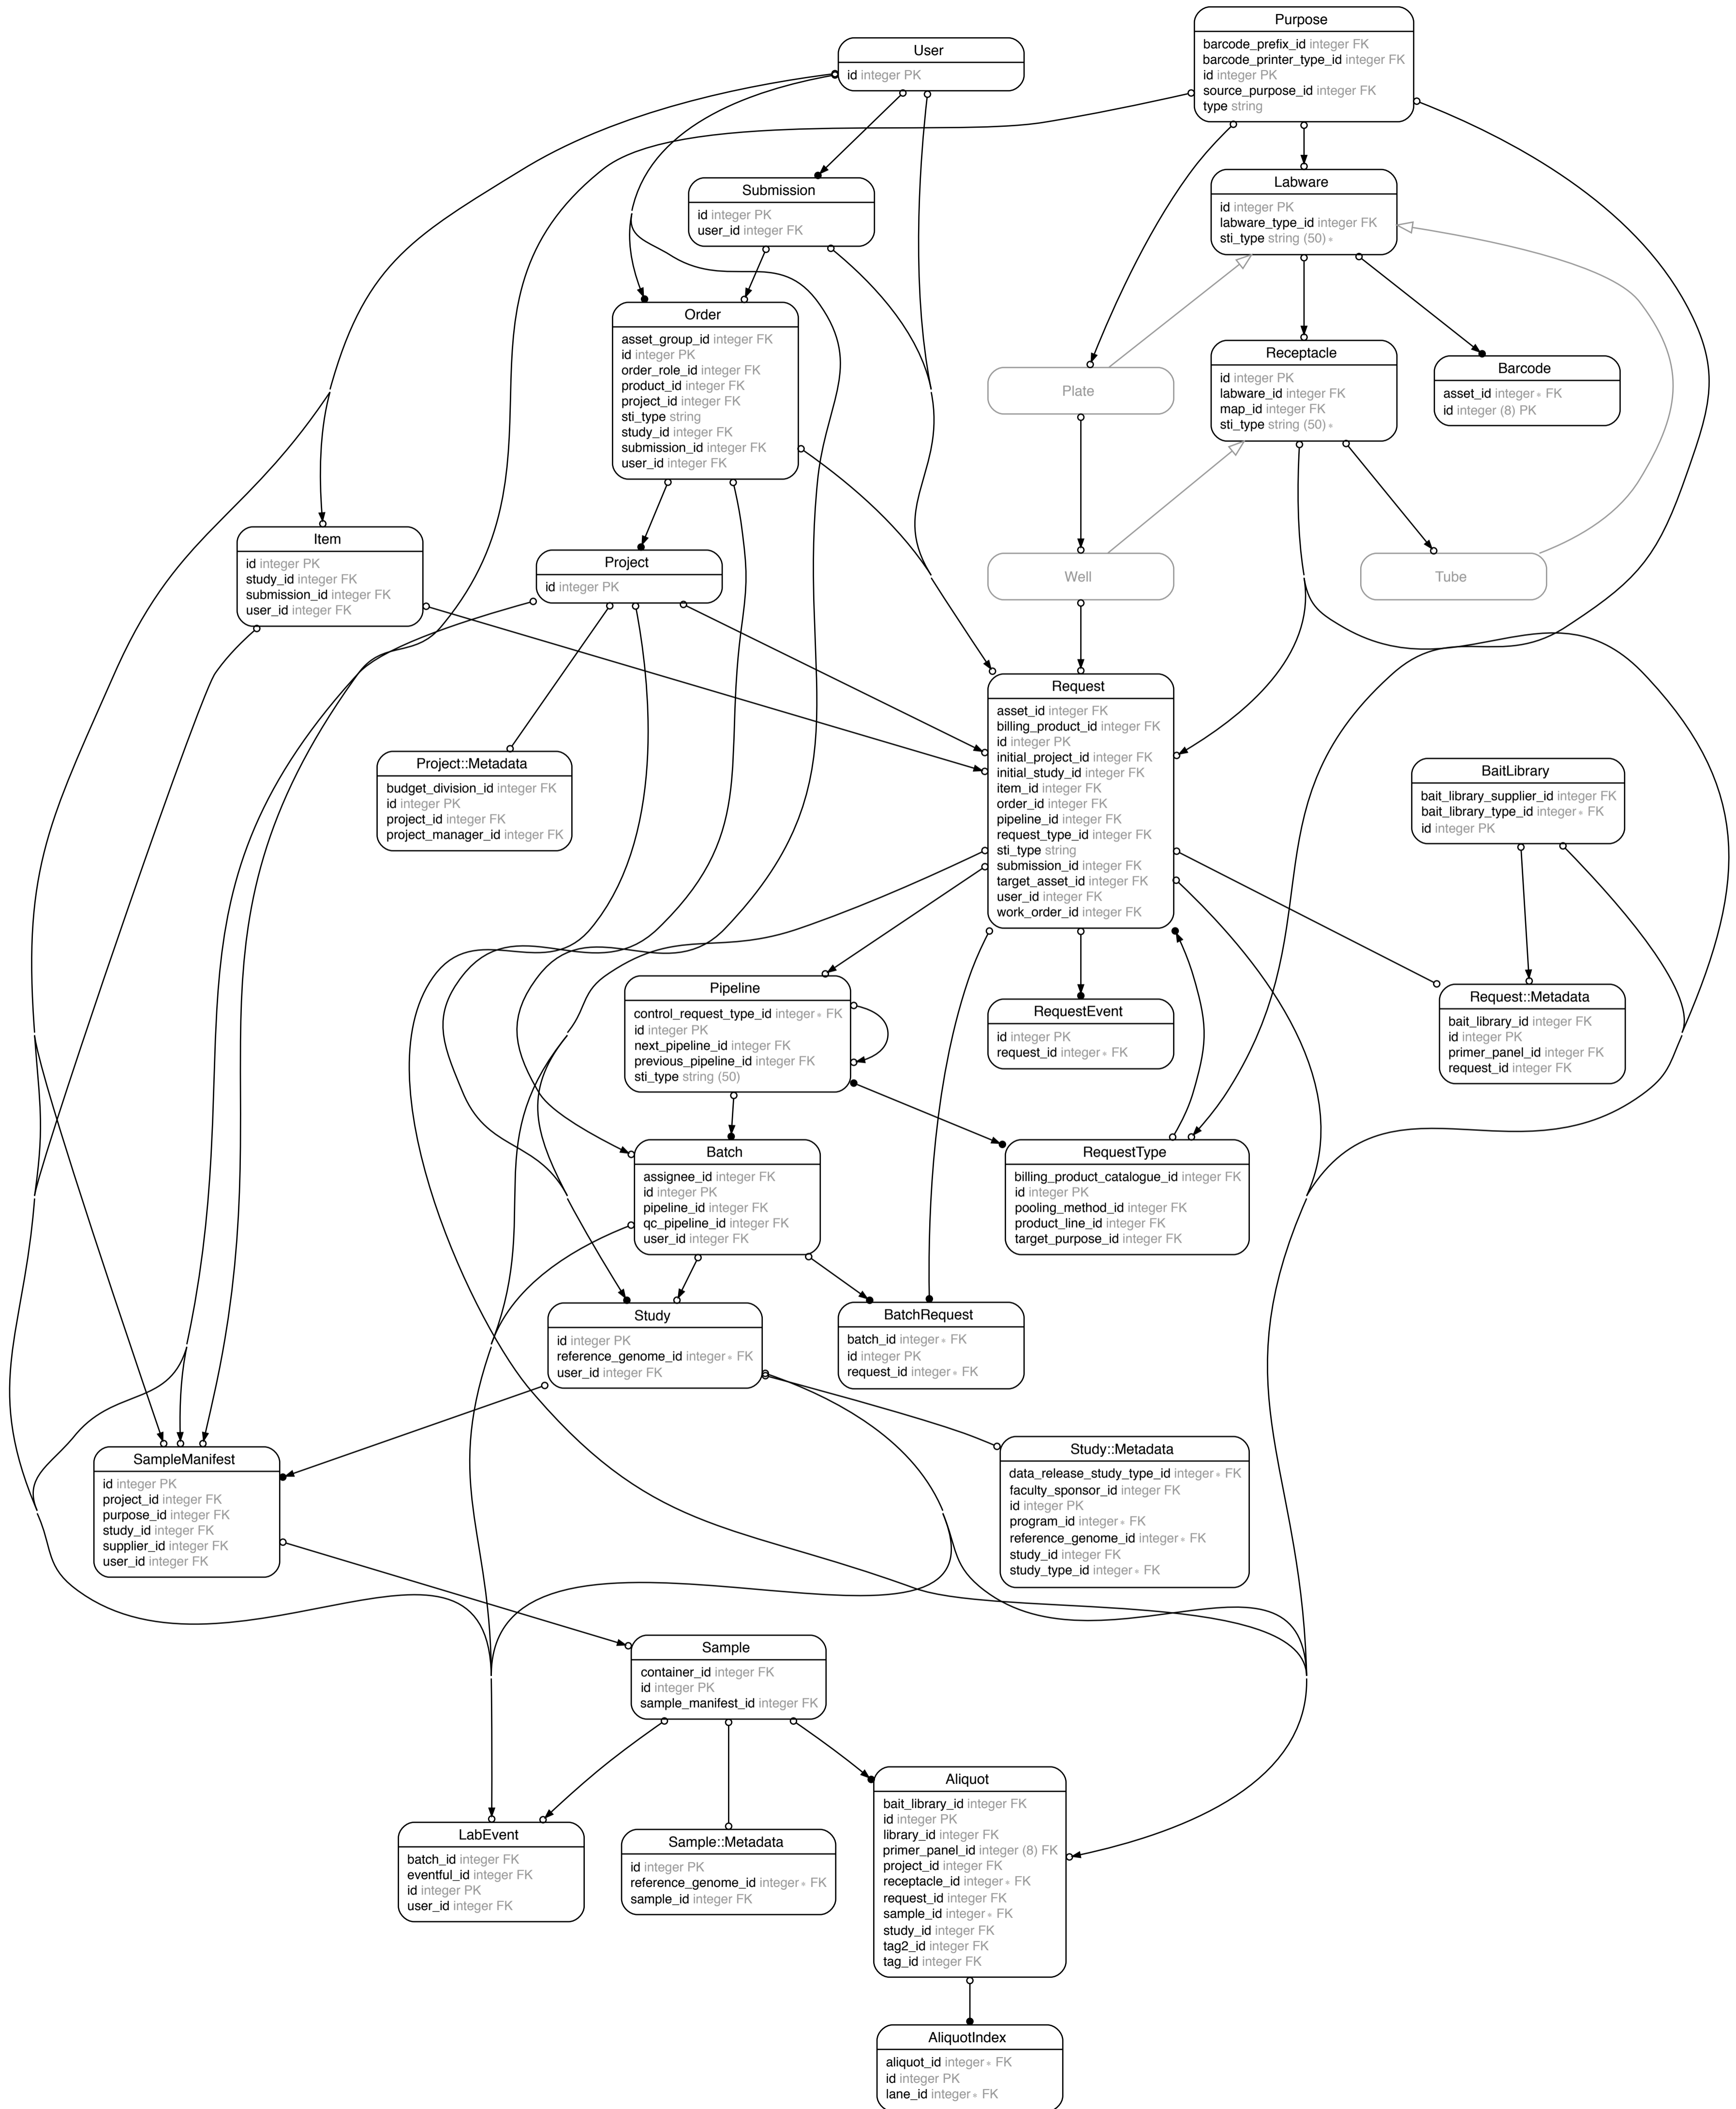 User
id integer PK
Purpose
barcode_prefix_id integer FK
barcode_printer_type_id integer FK
id integer PK
source_purpose_id integer FK
type string
Submission
id integer PK
user_id integer FK
Labware
id integer PK
labware_type_id integer FK
sti_type string (50) *
Order
asset_group_id integer FK
id integer PK
order_role_id integer FK
product_id integer FK
project_id integer FK
sti_type string
study_id integer FK
submission_id integer FK
user_id integer FK
Plate
Receptacle
id integer PK
labware_id integer FK
map_id integer FK
sti_type string (50) *
Barcode
asset_id integer * FK
id integer (8) PK
Item
id integer PK
study_id integer FK
submission_id integer FK
user_id integer FK
Project
id integer PK
Well
Tube
Project::Metadata
budget_division_id integer FK
id integer PK
project_id integer FK
project_manager_id integer FK
Request
asset_id integer FK
billing_product_id integer FK
id integer PK
initial_project_id integer FK
initial_study_id integer FK
item_id integer FK
order_id integer FK
pipeline_id integer FK
request_type_id integer FK
sti_type string
submission_id integer FK
target_asset_id integer FK
user_id integer FK
work_order_id integer FK
BaitLibrary
bait_library_supplier_id integer FK
bait_library_type_id integer * FK
id integer PK
Pipeline
control_request_type_id integer * FK
id integer PK
next_pipeline_id integer FK
previous_pipeline_id integer FK
sti_type string (50)
RequestEvent
id integer PK
request_id integer * FK
Request::Metadata
bait_library_id integer FK
id integer PK
primer_panel_id integer FK
request_id integer FK
Batch
assignee_id integer FK
id integer PK
pipeline_id integer FK
qc_pipeline_id integer FK
user_id integer FK
RequestType
billing_product_catalogue_id integer FK
id integer PK
pooling_method_id integer FK
product_line_id integer FK
target_purpose_id integer FK
Study
id integer PK
reference_genome_id integer * FK
user_id integer FK
BatchRequest
batch_id integer * FK
id integer PK
request_id integer * FK
SampleManifest
id integer PK
project_id integer FK
purpose_id integer FK
study_id integer FK
supplier_id integer FK
user_id integer FK
Study::Metadata
data_release_study_type_id integer * FK
faculty_sponsor_id integer FK
id integer PK
program_id integer * FK
reference_genome_id integer * FK
study_id integer FK
study_type_id integer * FK
Sample
container_id integer FK
id integer PK
sample_manifest_id integer FK
LabEvent
batch_id integer FK
eventful_id integer FK
id integer PK
user_id integer FK
Sample::Metadata
id integer PK
reference_genome_id integer * FK
sample_id integer FK
Aliquot
bait_library_id integer FK
id integer PK
library_id integer FK
primer_panel_id integer (8) FK
project_id integer FK
receptacle_id integer * FK
request_id integer FK
sample_id integer * FK
study_id integer FK
tag2_id integer FK
tag_id integer FK
AliquotIndex
aliquot_id integer * FK
id integer PK
lane_id integer * FK